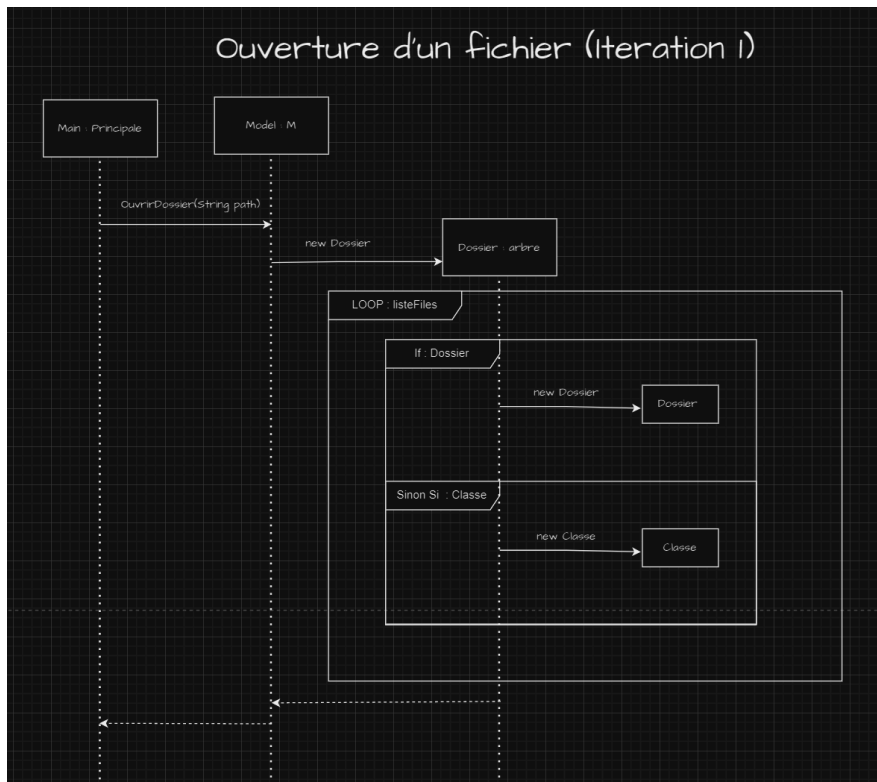 Ouverture d'un fichier (Iteration 1)
Main : Principale
Model : M
OuvrirDossier(String path)
new Dossier
Dossier : arbre
LOOP : listeFiles
If : Dossier
new Dossier
Dossier
Sinon Si : Classe
new Classe
Classe